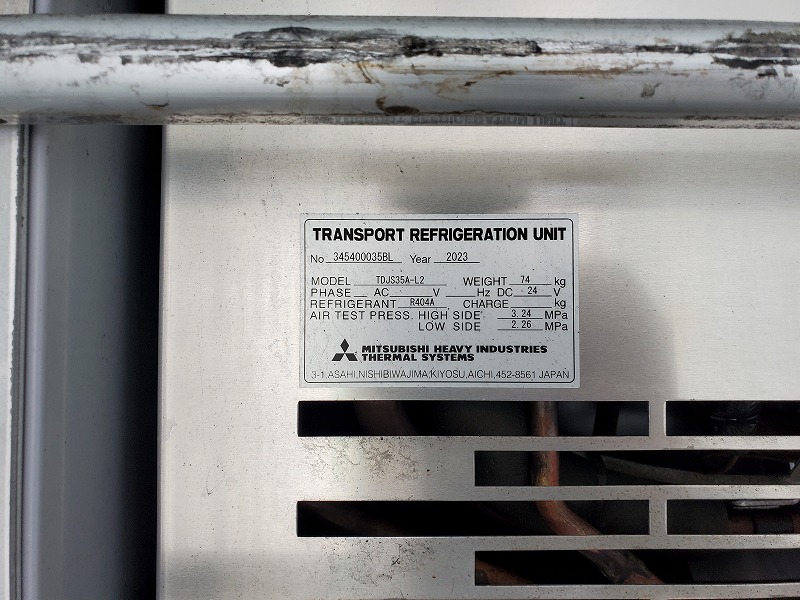 TRANSPORT REFRIGERATION UNIT
No 345400035BL Year 2023
MODEL TDJS35A-L2 WEIGHT 74 kg
PHASE AC V Hz DC 24 V
REFRIGERANT R404A CHARGE kg
AIR TEST PRESS. HIGH SIDE 3.24 MPa
LOW SIDE 2.26 MPa
MITSUBISHI HEAVY INDUSTRIES
THERMAL SYSTEMS
3-1,ASAHI,NISHIBIWAJIMA,KIYOSU,AICHI,452-8561 JAPAN